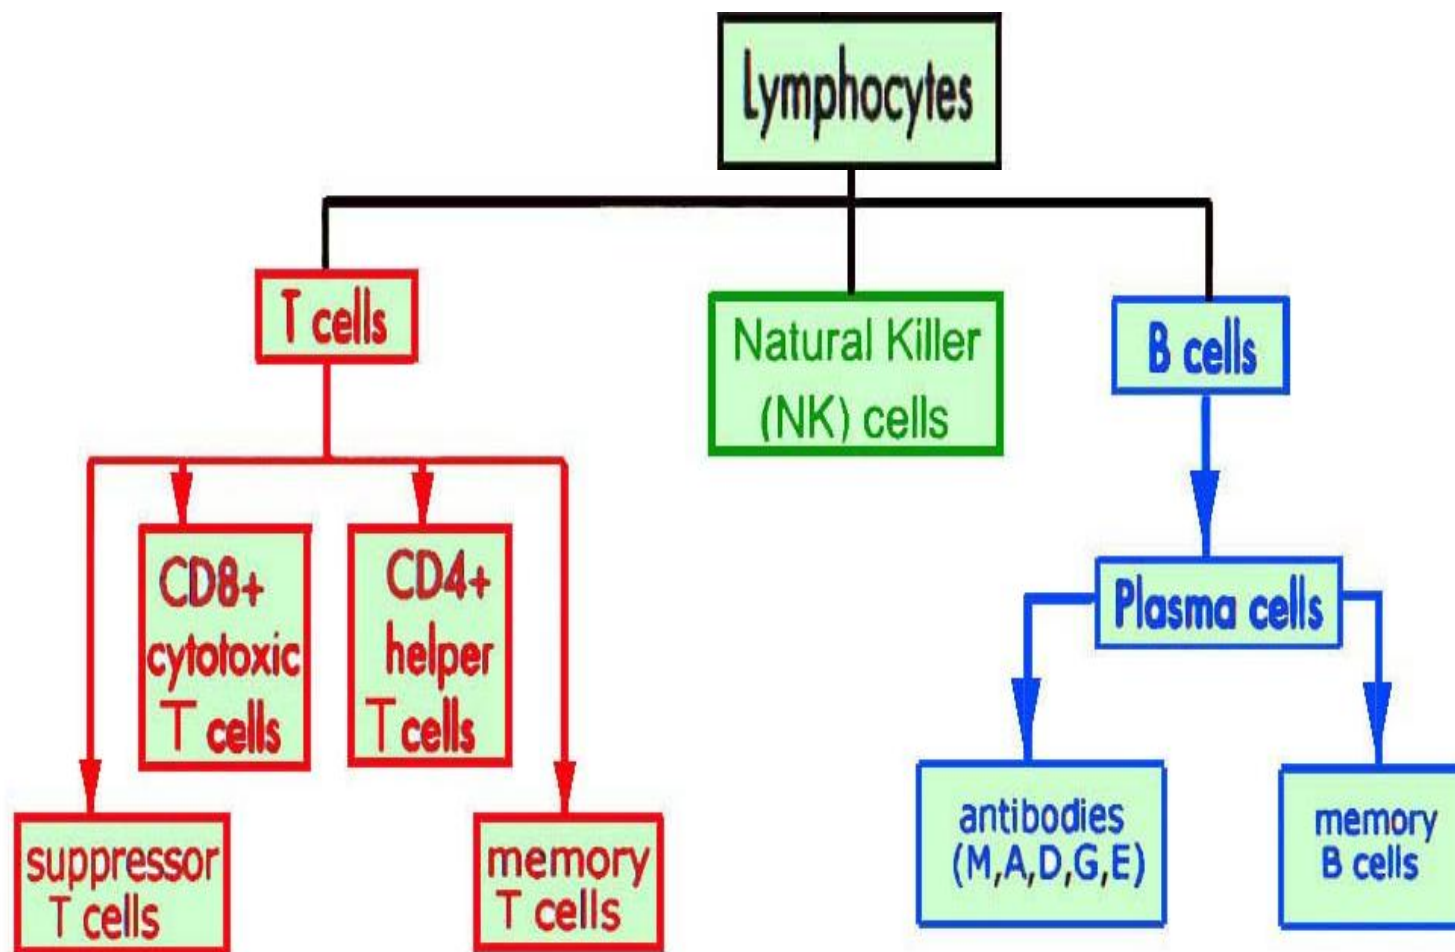 Lymphocytes
T cells
Natural Killer
(NK) cells
B cells
CD8+
cytotoxic
T cells
CD4+
helper
T cells
Plasma cells
suppressor
T cells
memory
T cells
antibodies
(M,A,D,G,E)
memory
B cells